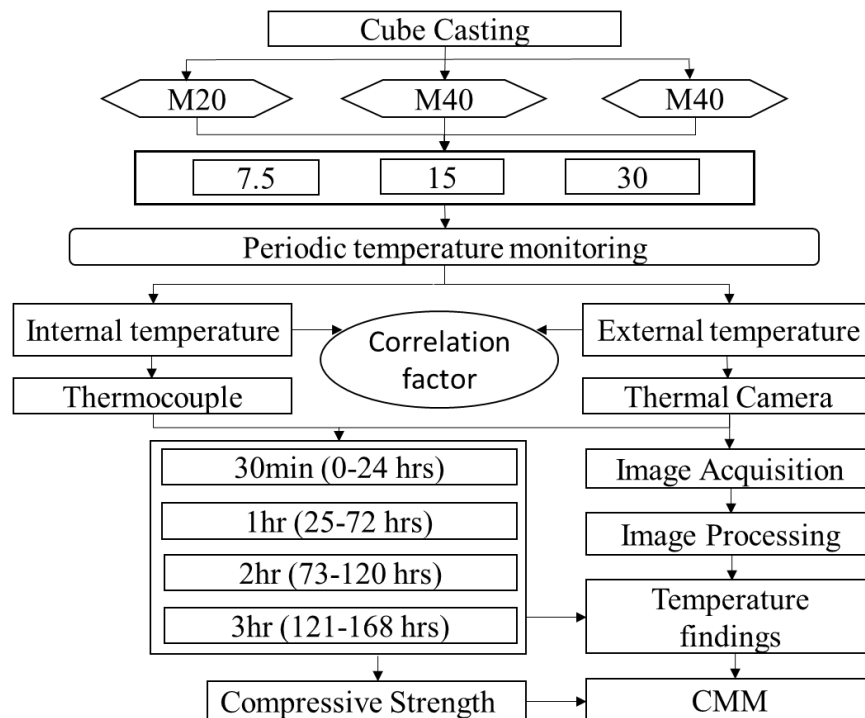 Cube Casting
M20
M40
M40
7.5
15
30
Periodic temperature monitoring
Internal temperature
Correlation
factor
External temperature
Thermocouple
Thermal Camera
30min (0-24 hrs)
1hr (25-72 hrs)
2hr (73-120 hrs)
3hr (121-168 hrs)
Image Acquisition
Image Processing
Temperature
findings
Compressive Strength
CMM